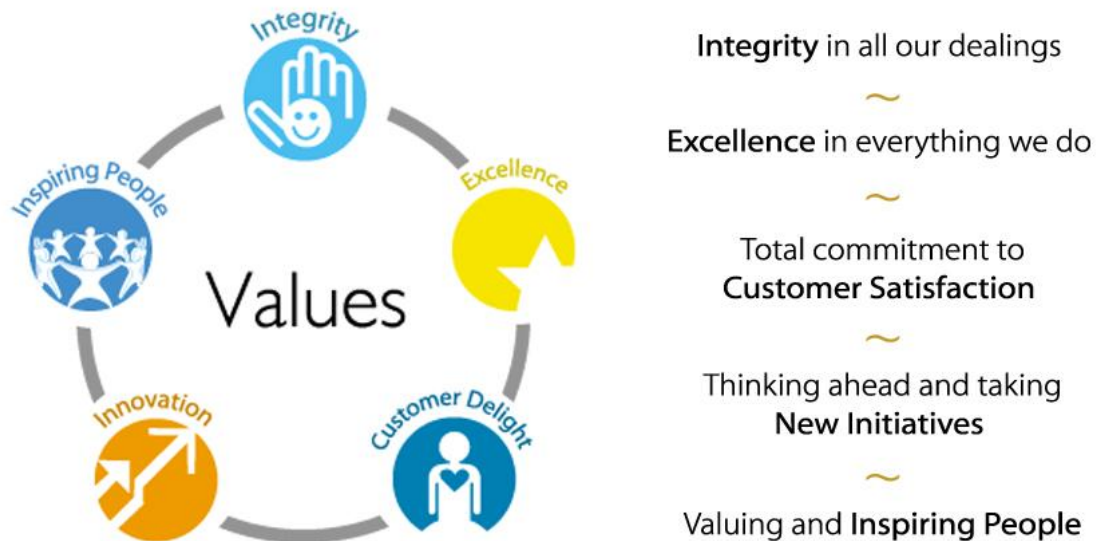 Integrity
Excellence
Customer Delight
Innovation
Inspiring People
Values
Integrity in all our dealings
~
Excellence in everything we do
~
Total commitment to
Customer Satisfaction
~
Thinking ahead and taking
New Initiatives
~
Valuing and Inspiring People